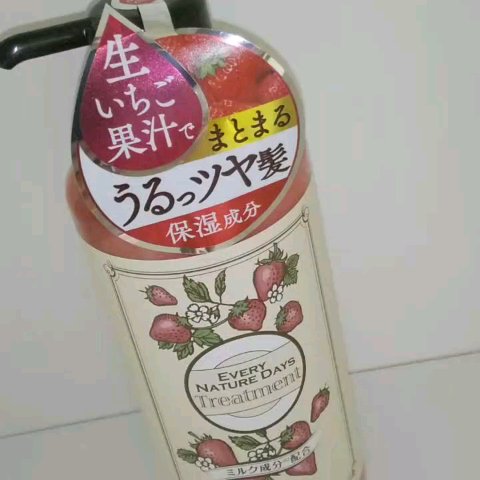 生
いちご
果汁で
まとまる
うるっツヤ髪
保湿成分
EVERY
NATURE DAYS
Treatment
ミルク成分配合